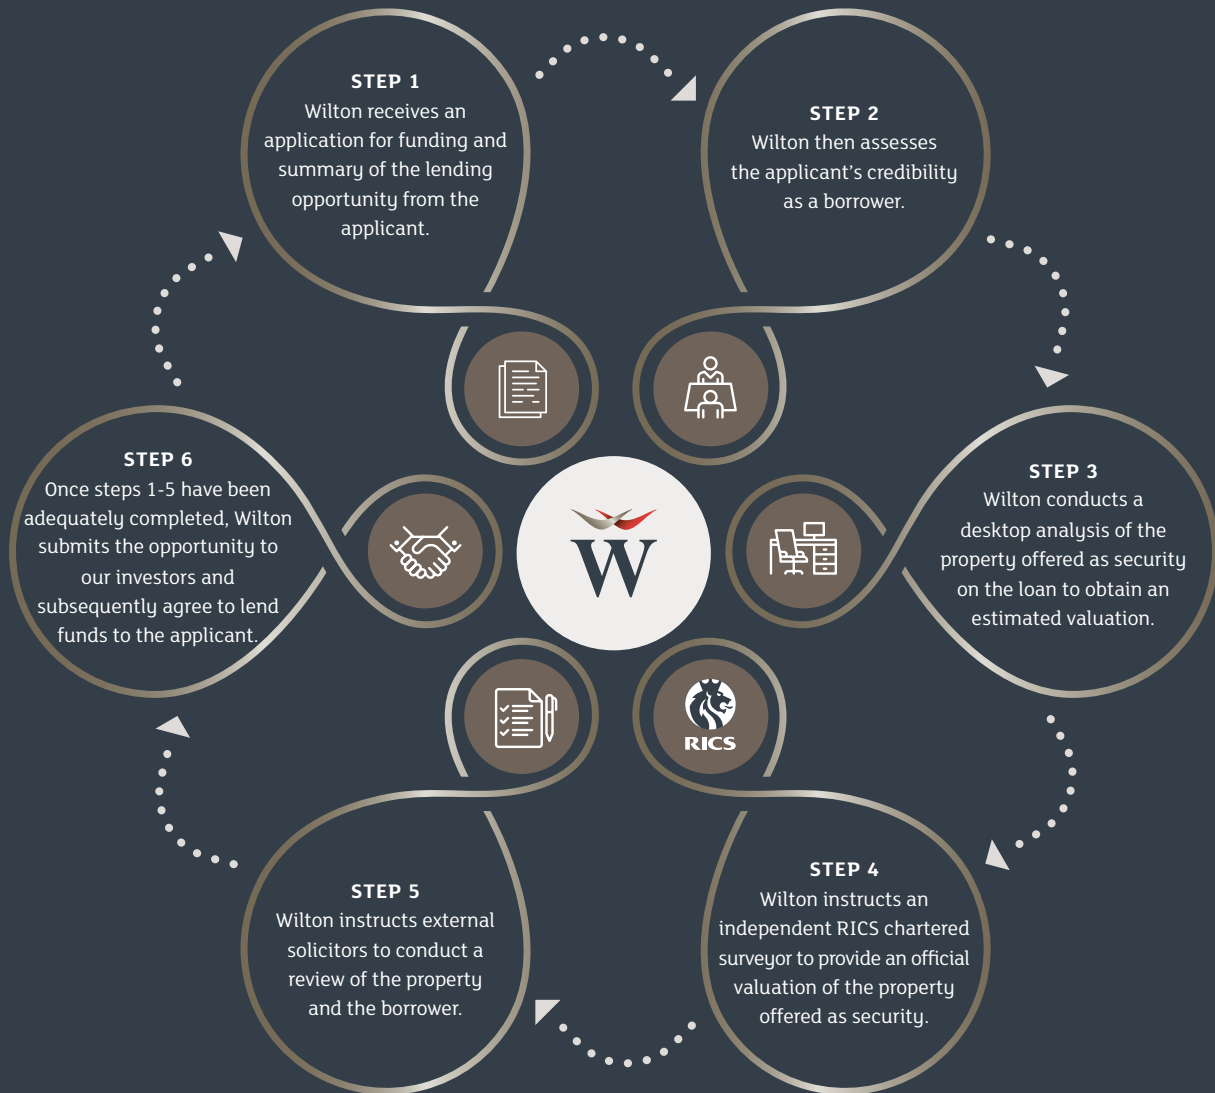 STEP 1
Wilton receives an
application for funding and
summary of the lending
opportunity from the
applicant.
STEP 2
Wilton then assesses
the applicant’s credibility
as a borrower.
STEP 3
Wilton conducts a
desktop analysis of the
property offered as security
on the loan to obtain an
estimated valuation.
STEP 4
Wilton instructs an
independent RICS chartered
surveyor to provide an official
valuation of the property
offered as security.
STEP 5
Wilton instructs external
solicitors to conduct a
review of the property
and the borrower.
STEP 6
Once steps 1-5 have been
adequately completed, Wilton
submits the opportunity to
our investors and
subsequently agree to lend
funds to the applicant.
W
RICS